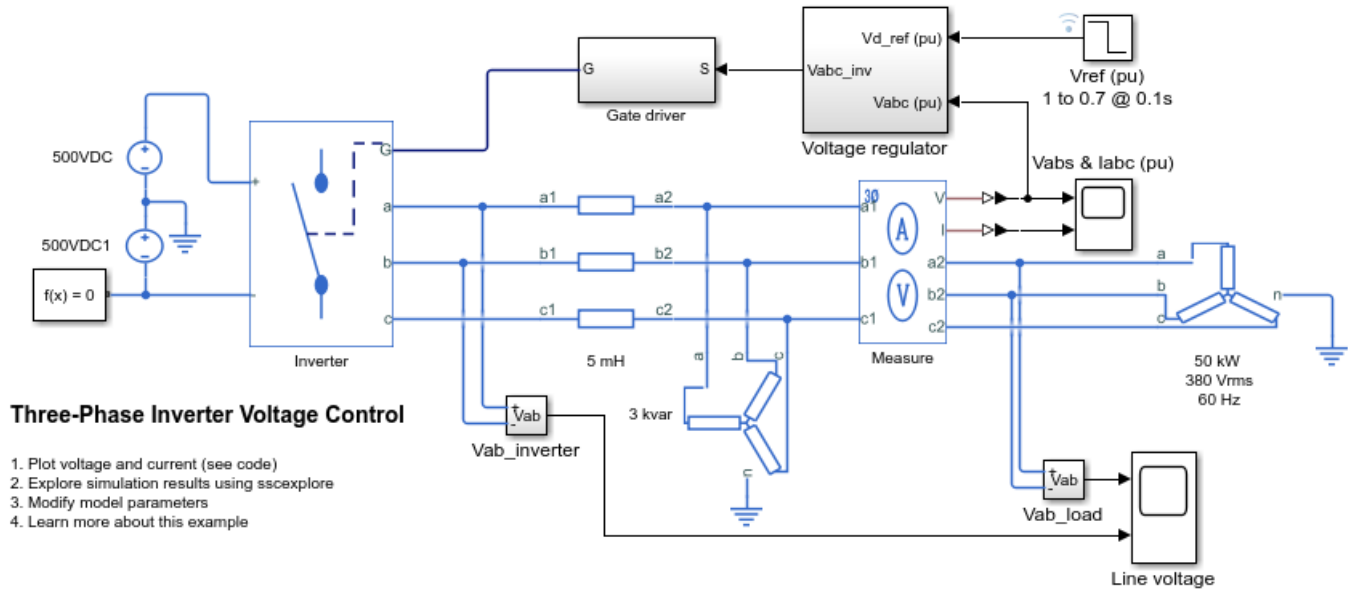 Vd_ref (pu)
Vabc_inv
Vabc (pu)
Voltage regulator
Vref (pu)
1 to 0.7 @ 0.1s
G
S
Gate driver
500VDC
500VDC1
f(x) = 0
+
-
G
a
b
c
Inverter
a1
a2
b1
b2
c1
c2
5 mH
3Φ
a1
b1
c1
A
V
V
I
a2
b2
c2
Measure
Vabs & Iabc (pu)
a
b
c
n
50 kW
380 Vrms
60 Hz
a
b
c
3 kvar
n
+
-
Vab
Vab_inverter
+
-
Vab
Vab_load
Line voltage
Three-Phase Inverter Voltage Control
1. Plot voltage and current (see code)
2. Explore simulation results using sscexplore
3. Modify model parameters
4. Learn more about this example